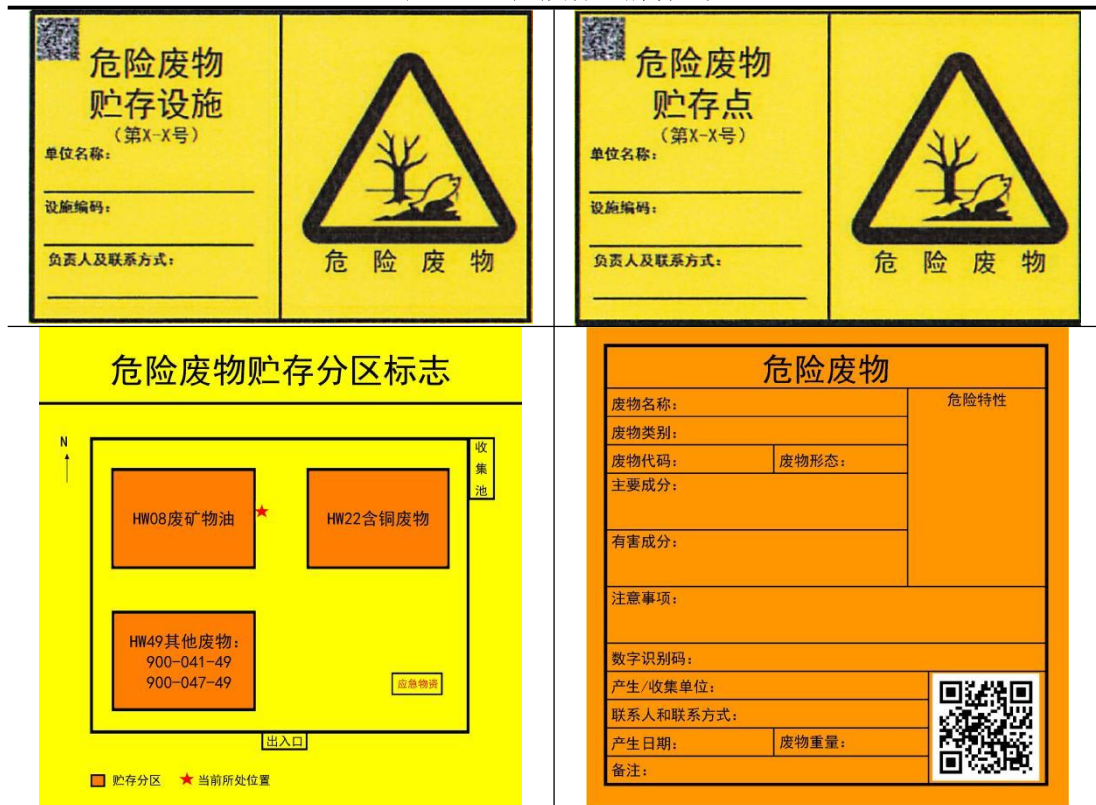 危险废物
贮存设施
(第X-X号)
单位名称：
设施编码：
负责人及联系方式：
危险废物
危险废物
贮存点
(第X-X号)
单位名称：
设施编码：
负责人及联系方式：
危险废物
危险废物贮存分区标志
N
收集池
HW08废矿物油
HW22含铜废物
HW49其他废物：
900-041-49
900-047-49
应急物资
出入口
贮存分区
当前所处位置
危险废物
废物名称：
危险特性
废物类别：
废物代码：
废物形态：
主要成分：
有害成分：
注意事项：
数字识别码：
产生/收集单位：
联系人和联系方式：
产生日期：
废物重量：
备注：